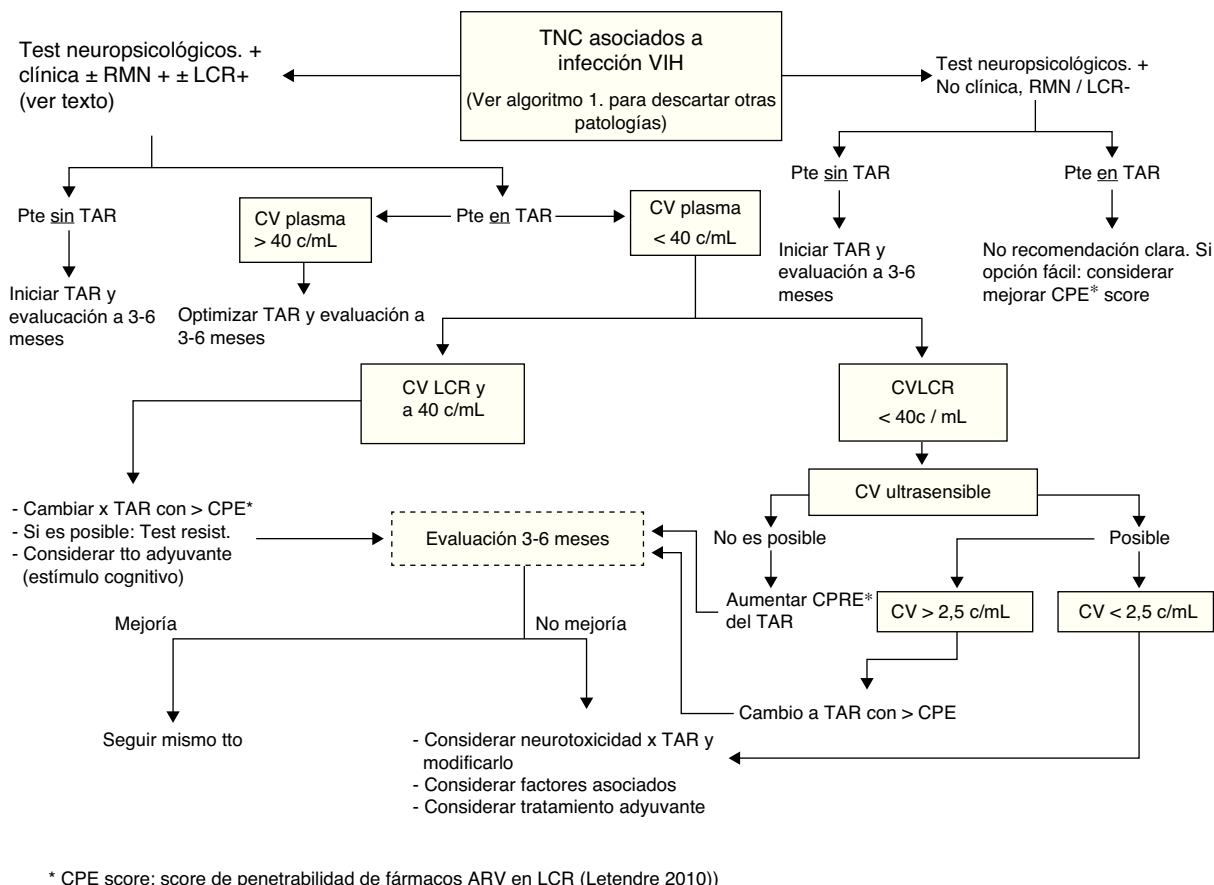 TNC asociados a
infección VIH
(Ver algoritmo 1. para descartar otras
patologías)
Test neuropsicológicos. +
clínica ± RMN + ± LCR+
(ver texto)
Test neuropsicológicos. +
No clínica, RMN / LCR-
Pte sin TAR
Iniciar TAR y
evalucación a 3-6
meses
Pte en TAR
CV plasma
> 40 c/mL
Optimizar TAR y evaluación a
3-6 meses
CV plasma
< 40 c/mL
Pte sin TAR
Iniciar TAR y
evaluación a 3-6
meses
Pte en TAR
No recomendación clara. Si
opción fácil: considerar
mejorar CPE* score
CV LCR y
a 40 c/mL
CVLCR
< 40c / mL
- Cambiar x TAR con > CPE*
- Si es posible: Test resist.
- Considerar tto adyuvante
(estímulo cognitivo)
Evaluación 3-6 meses
CV ultrasensible
No es posible
Posible
Aumentar CPRE*
del TAR
CV > 2,5 c/mL
CV < 2,5 c/mL
Cambio a TAR con > CPE
Mejoría
No mejoría
Seguir mismo tto
- Considerar neurotoxicidad x TAR y
modificarlo
- Considerar factores asociados
- Considerar tratamiento adyuvante
* CPE score: score de penetrabilidad de fármacos ARV en LCR (Letendre 2010))